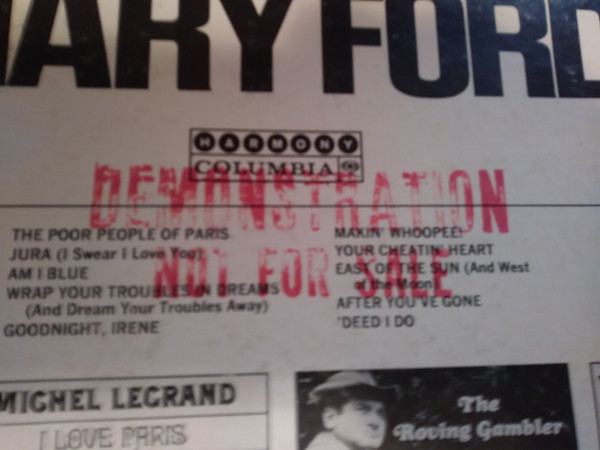 ARY FORD
HARMONY
COLUMBIA
DEMONSTRATION
NOT FOR SALE
THE POOR PEOPLE OF PARIS
JURA (I Swear I Love You)
AM I BLUE
WRAP YOUR TROUBLES IN DREAMS
(And Dream Your Troubles Away)
GOODNIGHT, IRENE
MAKIN' WHOOPEE!
YOUR CHEATIN' HEART
EAST OF THE SUN (And West
of the Moon)
AFTER YOU'VE GONE
'DEED I DO
MICHEL LEGRAND
I LOVE PARIS
The
Roving Gambler